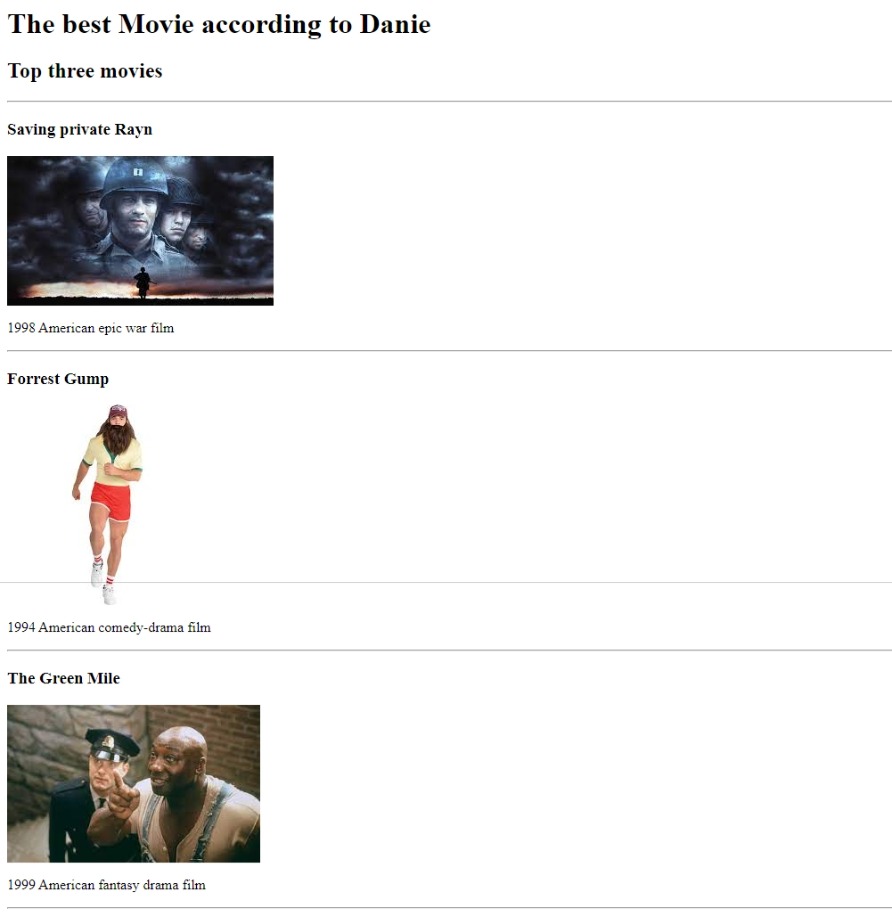 The best Movie according to Danie
Top three movies
Saving private Rayn
1998 American epic war film
Forrest Gump
1994 American comedy-drama film
The Green Mile
1999 American fantasy drama film